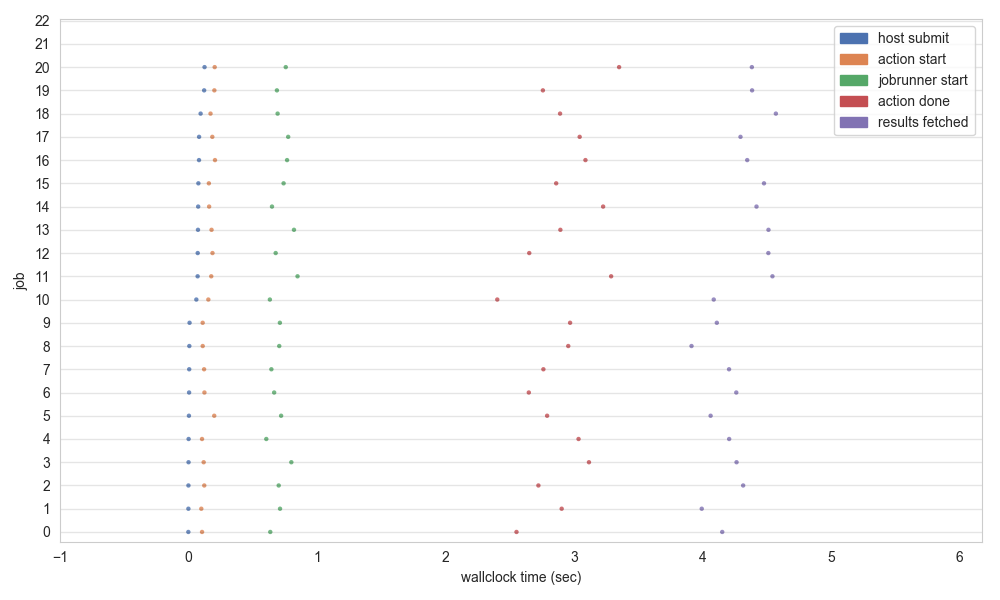 22
21
20
19
18
17
16
15
14
13
12
11
10
9
8
7
6
5
4
3
2
1
0
job
host submit
action start
jobrunner start
action done
results fetched
−1 0 1 2 3 4 5 6
wallclock time (sec)